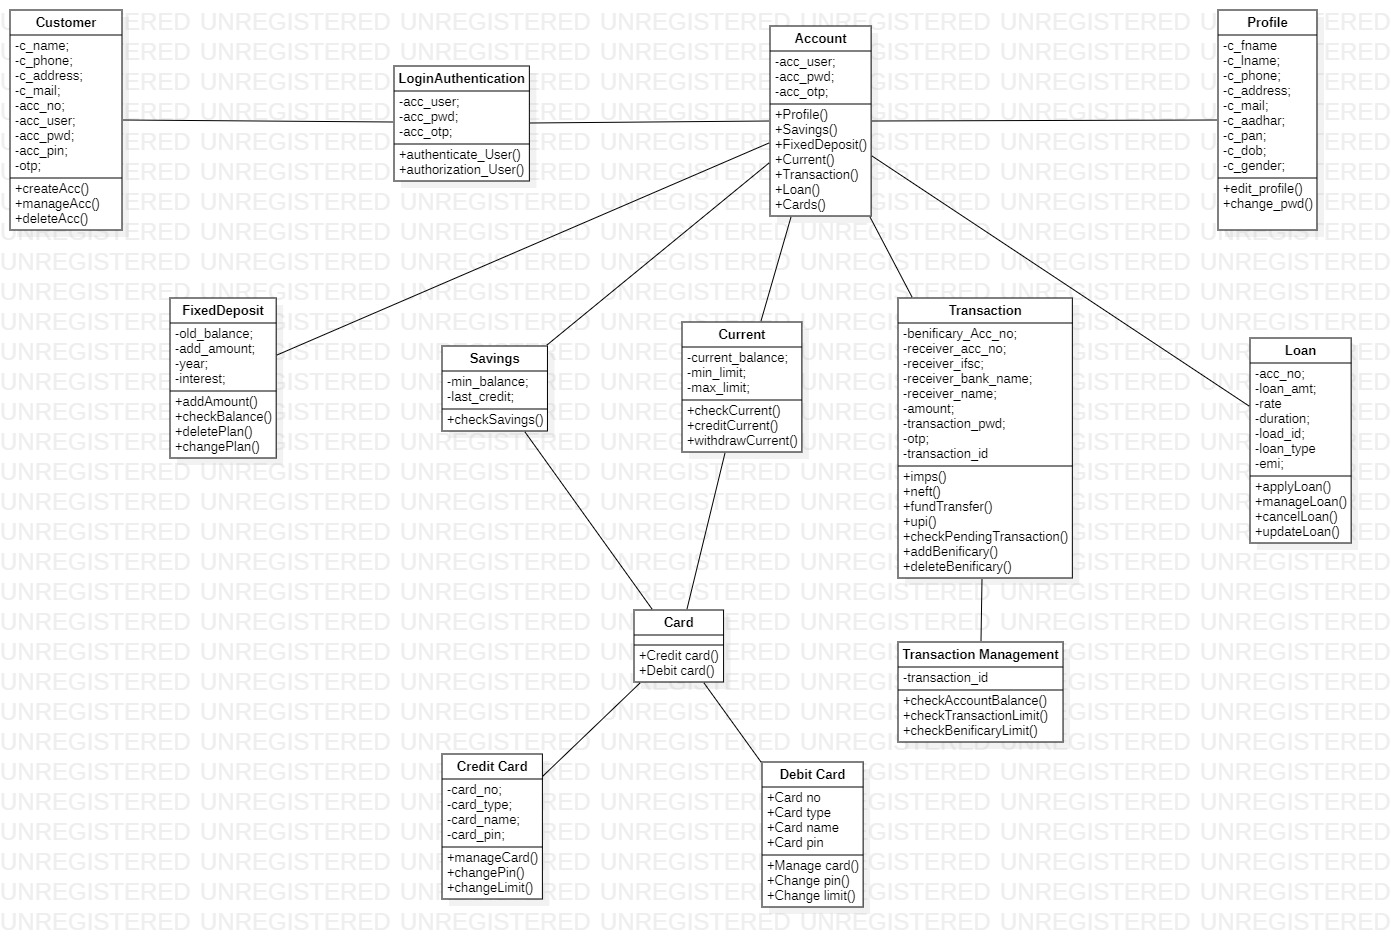 Customer
-c_name;
-c_phone;
-c_address;
-c_mail;
-acc_no;
-acc_user;
-acc_pwd;
-acc_pin;
-otp;
+createAcc()
+manageAcc()
+deleteAcc()
LoginAuthentication
-acc_user;
-acc_pwd;
-acc_otp;
+authenticate_User()
+authorization_User()
Account
-acc_user;
-acc_pwd;
-acc_otp;
+Profile()
+Savings()
+FixedDeposit()
+Current()
+Transaction()
+Loan()
+Cards()
Profile
-c_fname
-c_lname;
-c_phone;
-c_address;
-c_mail;
-c_aadhar;
-c_pan;
-c_dob;
-c_gender;
+edit_profile()
+change_pwd()
FixedDeposit
-old_balance;
-add_amount;
-year;
-interest;
+addAmount()
+checkBalance()
+deletePlan()
+changePlan()
Savings
-min_balance;
-last_credit;
+checkSavings()
Current
-current_balance;
-min_limit;
-max_limit;
+checkCurrent()
+creditCurrent()
+withdrawCurrent()
Transaction
-benificary_Acc_no;
-receiver_acc_no;
-receiver_ifsc;
-receiver_bank_name;
-receiver_name;
-amount;
-transaction_pwd;
-otp;
-transaction_id
+imps()
+neft()
+fundTransfer()
+upi()
+checkPendingTransaction()
+addBenificary()
+deleteBenificary()
Loan
-acc_no;
-loan_amt;
-rate
-duration;
-load_id;
-loan_type
-emi;
+applyLoan()
+manageLoan()
+cancelLoan()
+updateLoan()
Card
+Credit card()
+Debit card()
Transaction Management
-transaction_id
+checkAccountBalance()
+checkTransactionLimit()
+checkBenificaryLimit()
Credit Card
-card_no;
-card_type;
-card_name;
-card_pin;
+manageCard()
+changePin()
+changeLimit()
Debit Card
+Card no
+Card type
+Card name
+Card pin
+Manage card()
+Change pin()
+Change limit()
UNREGISTERED